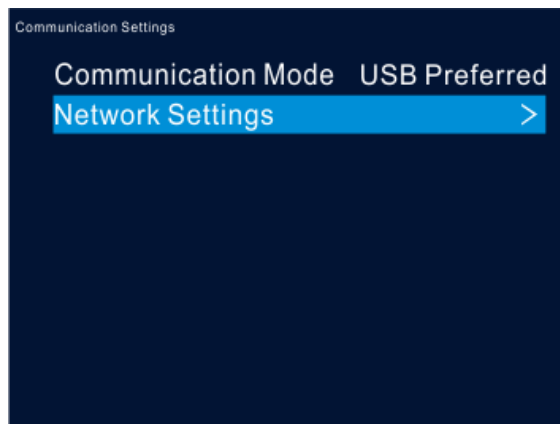 Communication Settings
Communication Mode USB Preferred
Network Settings >